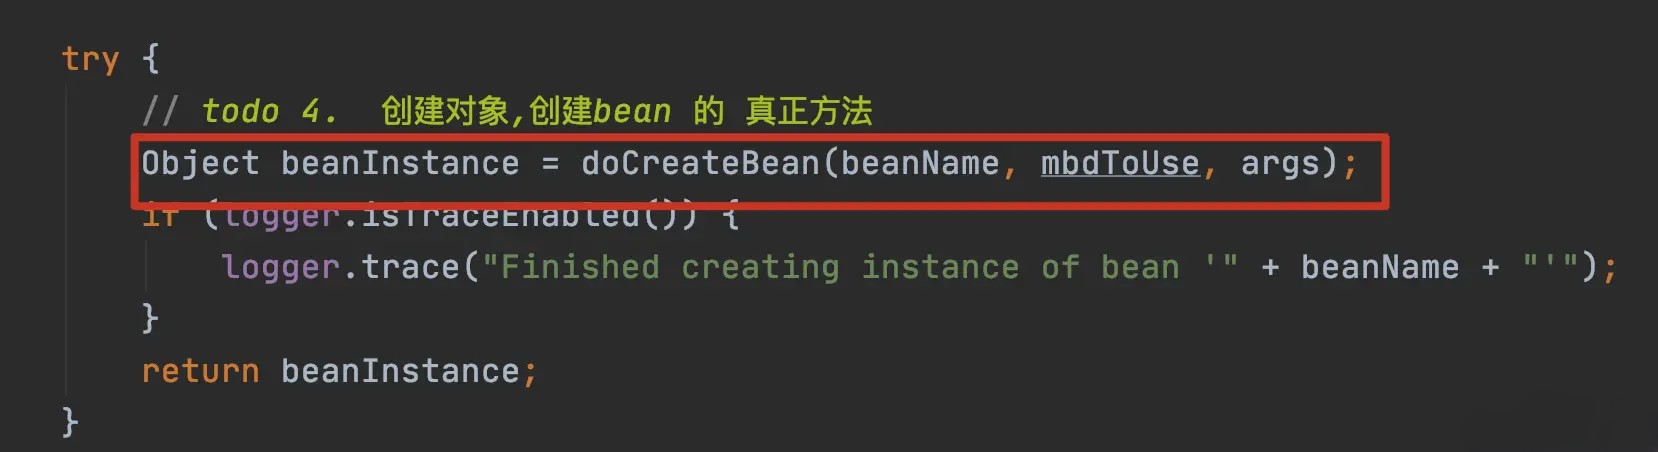 try {
// todo 4. 创建对象,创建bean 的 真正方法
Object beanInstance = doCreateBean(beanName, mbdToUse, args);
if (logger.isTraceEnabled()) {
logger.trace("Finished creating instance of bean '" + beanName + "'");
}
return beanInstance;
}